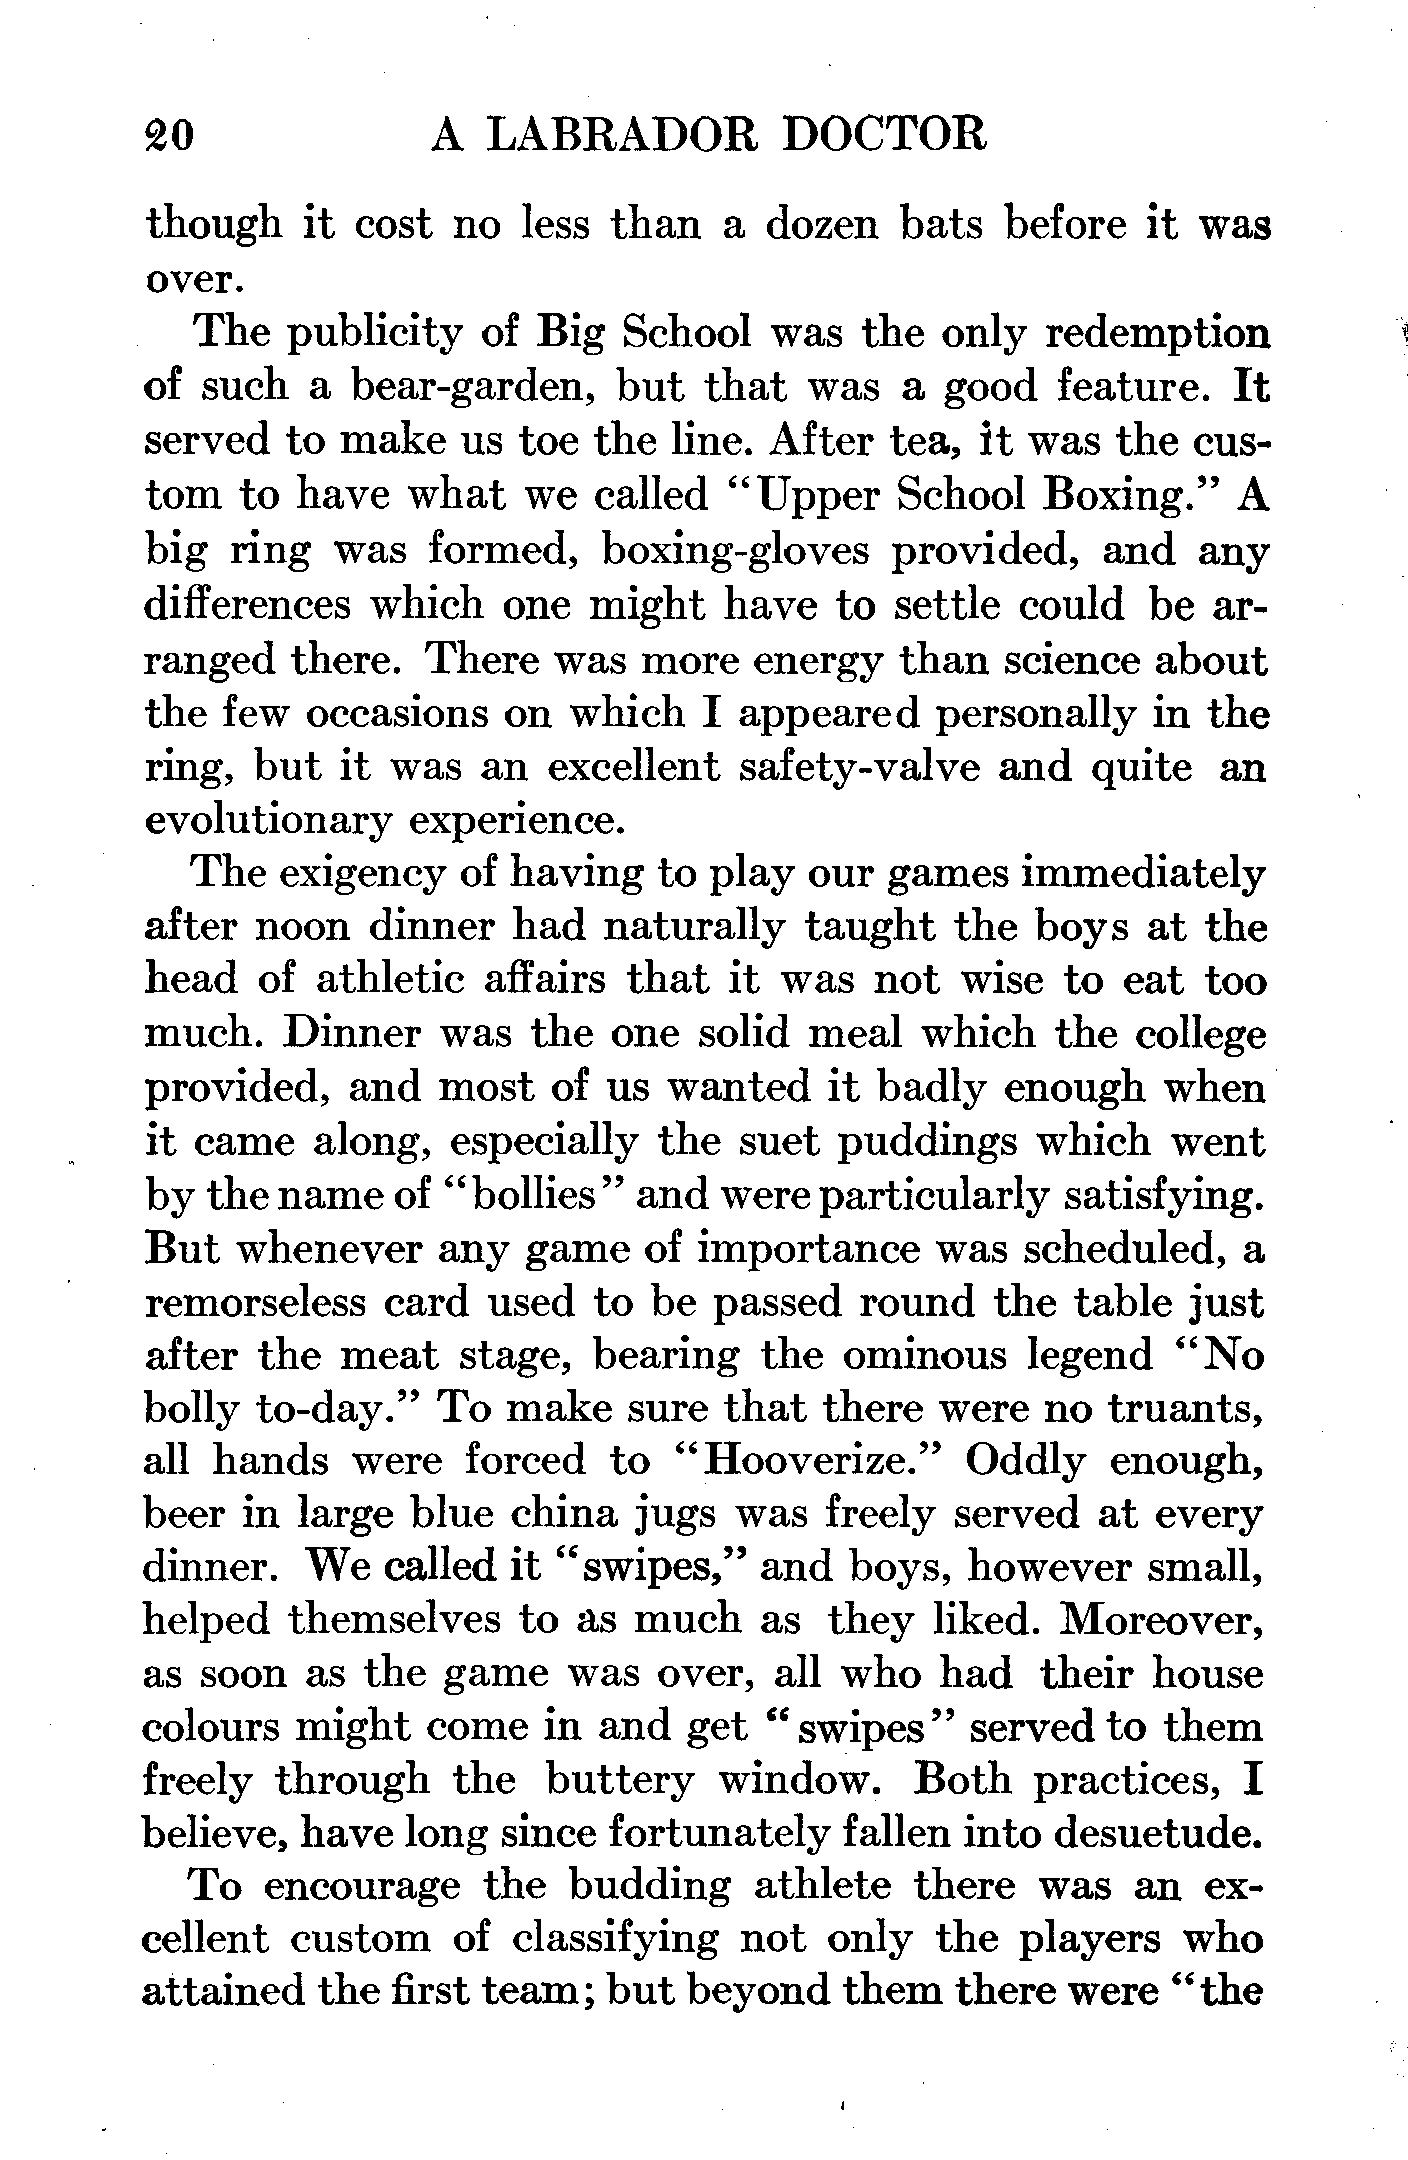 20 A LABRADOR DOCTOR
though it cost no less than a dozen bats before it was
over.
The publicity of Big School was the only redemption
of such a bear-garden, but that was a good feature. It
served to make us toe the line. After tea, it was the cus-
tom to have what we called “Upper School Boxing.” A
big ring was formed, boxing-gloves provided, and any
differences which one might have to settle could be ar-
ranged there. There was more energy than science about
the few occasions on which I appeared personally in the
ring, but it was an excellent safety-valve and quite an
evolutionary experience.
The exigency of having to play our games immediately
after noon dinner had naturally taught the boys at the
head of athletic affairs that it was not wise to eat too
much. Dinner was the one solid meal which the college
provided, and most of us wanted it badly enough when
it came along, especially the suet puddings which went
by the name of “bollies” and were particularly satisfying.
But whenever any game of importance was scheduled, a
remorseless card used to be passed round the table just
after the meat stage, bearing the ominous legend “No
bolly to-day.” To make sure that there were no truants,
all hands were forced to “Hooverize.” Oddly enough,
beer in large blue china jugs was freely served at every
dinner. We called it “swipes,” and boys, however small,
helped themselves to as much as they liked. Moreover,
as soon as the game was over, all who had their house
colours might come in and get “swipes” served to them
freely through the buttery window. Both practices, I
believe, have long since fortunately fallen into desuetude.
To encourage the budding athlete there was an ex-
cellent custom of classifying not only the players who
attained the first team; but beyond them there were “the